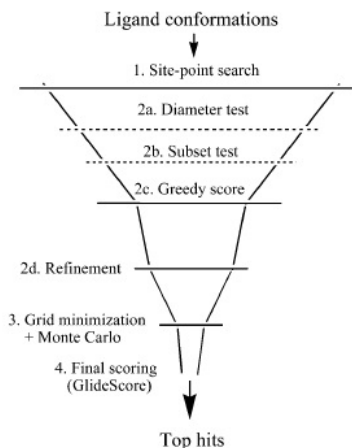 Ligand conformations
1. Site-point search
2a. Diameter test
2b. Subset test
2c. Greedy score
2d. Refinement
3. Grid minimization
+ Monte Carlo
4. Final scoring
(GlideScore)
Top hits